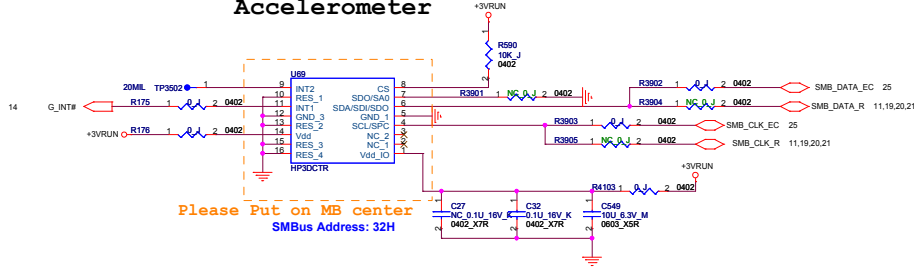 Accelerometer
+3VRUN
R590
10K_J
0402
U69
20MIL TP3502 1 9 INT2 CS 8
10 RES_1 SDO/SA0 7 R3901 1 NC_0_J 2 0402
14 G_INT# R175 1 0_J 2 0402 11 INT1 SDA/SDI/SDO 6
12 GND_3 GND_1 5
13 RES_2 SCL/SPC 4
+3VRUN R176 1 0_J 2 0402 14 Vdd NC_2 3
15 RES_3 NC_1 2
16 RES_4 Vdd_IO 1
HP3DCTR
R3902 1 0_J 2 0402 SMB_DATA_EC 25
R3904 1 NC_0_J 2 0402 SMB_DATA_R 11,19,20,21
R3903 1 0_J 2 0402 SMB_CLK_EC 25
R3905 1 NC_0_J 2 0402 SMB_CLK_R 11,19,20,21
+3VRUN
R4103 1 0_J 2 0402
Please Put on MB center
SMBus Address: 32H
C27
NC_0.1U_16V_K
0402_X7R
C32
0.1U_16V_K
0402_X7R
C549
10U_6.3V_M
0603_X5R